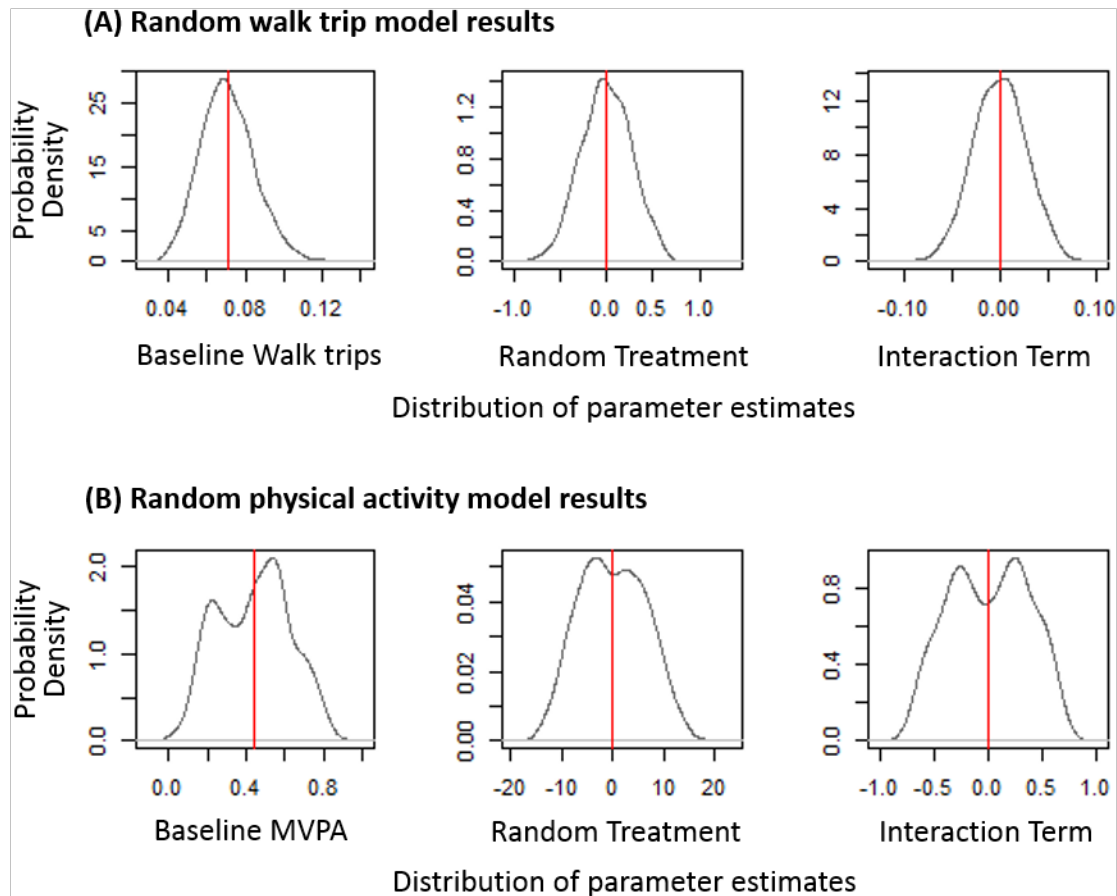 (A) Random walk trip model results
Probability
Density
0 5 15 25
0.04 0.08 0.12
Baseline Walk trips
0.0 0.4 0.8 1.2
-1.0 0.0 0.5 1.0
Random Treatment
0 4 8 12
-0.10 0.00 0.10
Interaction Term
Distribution of parameter estimates
(B) Random physical activity model results
Probability
Density
0.0 1.0 2.0
0.0 0.4 0.8
Baseline MVPA
0.00 0.02 0.04
-20 -10 0 10 20
Random Treatment
0.0 0.4 0.8
-1.0 -0.5 0.0 0.5 1.0
Interaction Term
Distribution of parameter estimates